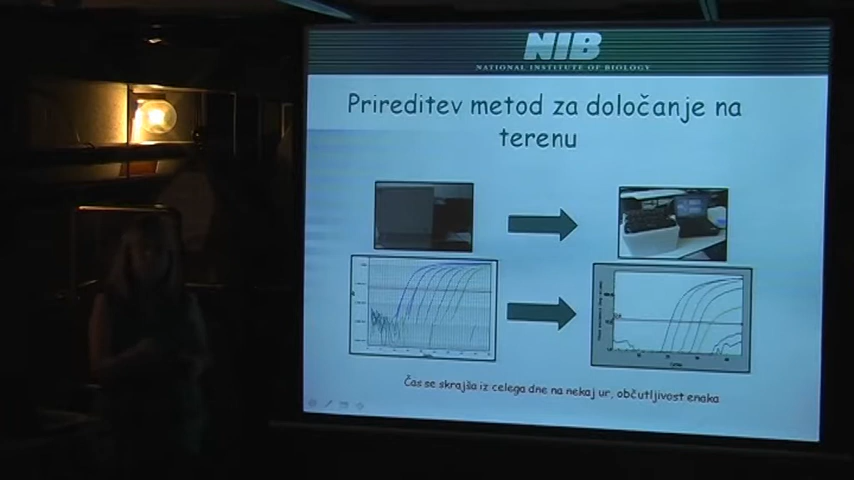 NIB
NATIONAL INSTITUTE OF BIOLOGY
Prireditev metod za določanje na
terenu
Čas se skrajša iz celega dne na nekaj ur, občutljivost enaka